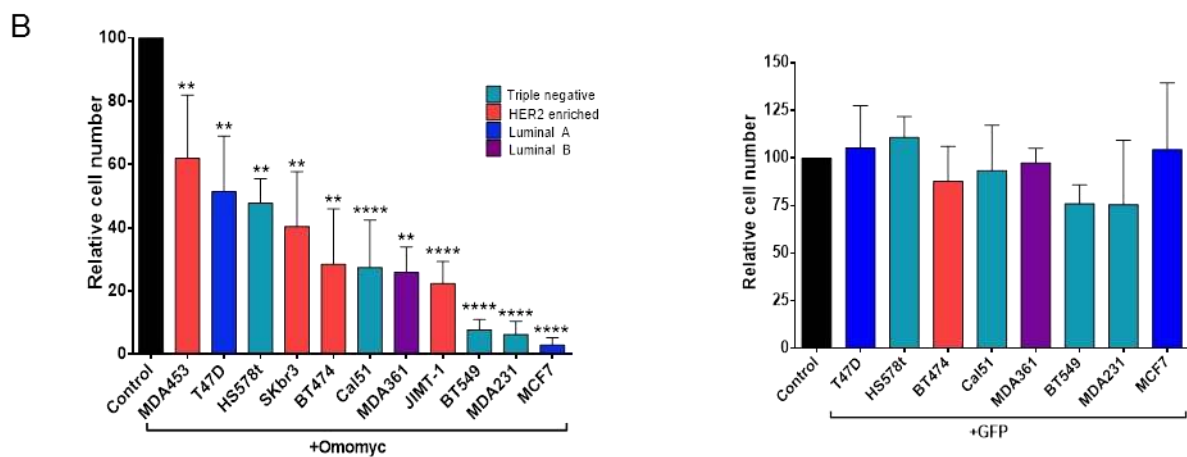 B
Relative cell number
100
80
60
40
20
0
**
**
**
**
**
****
**
****
****
****
****
Triple negative
HER2 enriched
Luminal A
Luminal B
Control
MDA453
T47D
HS578t
SKbr3
BT474
Cal51
MDA361
JIMT-1
BT549
MDA231
MCF7
+Omomyc
Relative cell number
150
125
100
75
50
25
0
Control
T47D
HS578t
BT474
Cal51
MDA361
BT549
MDA231
MCF7
+GFP